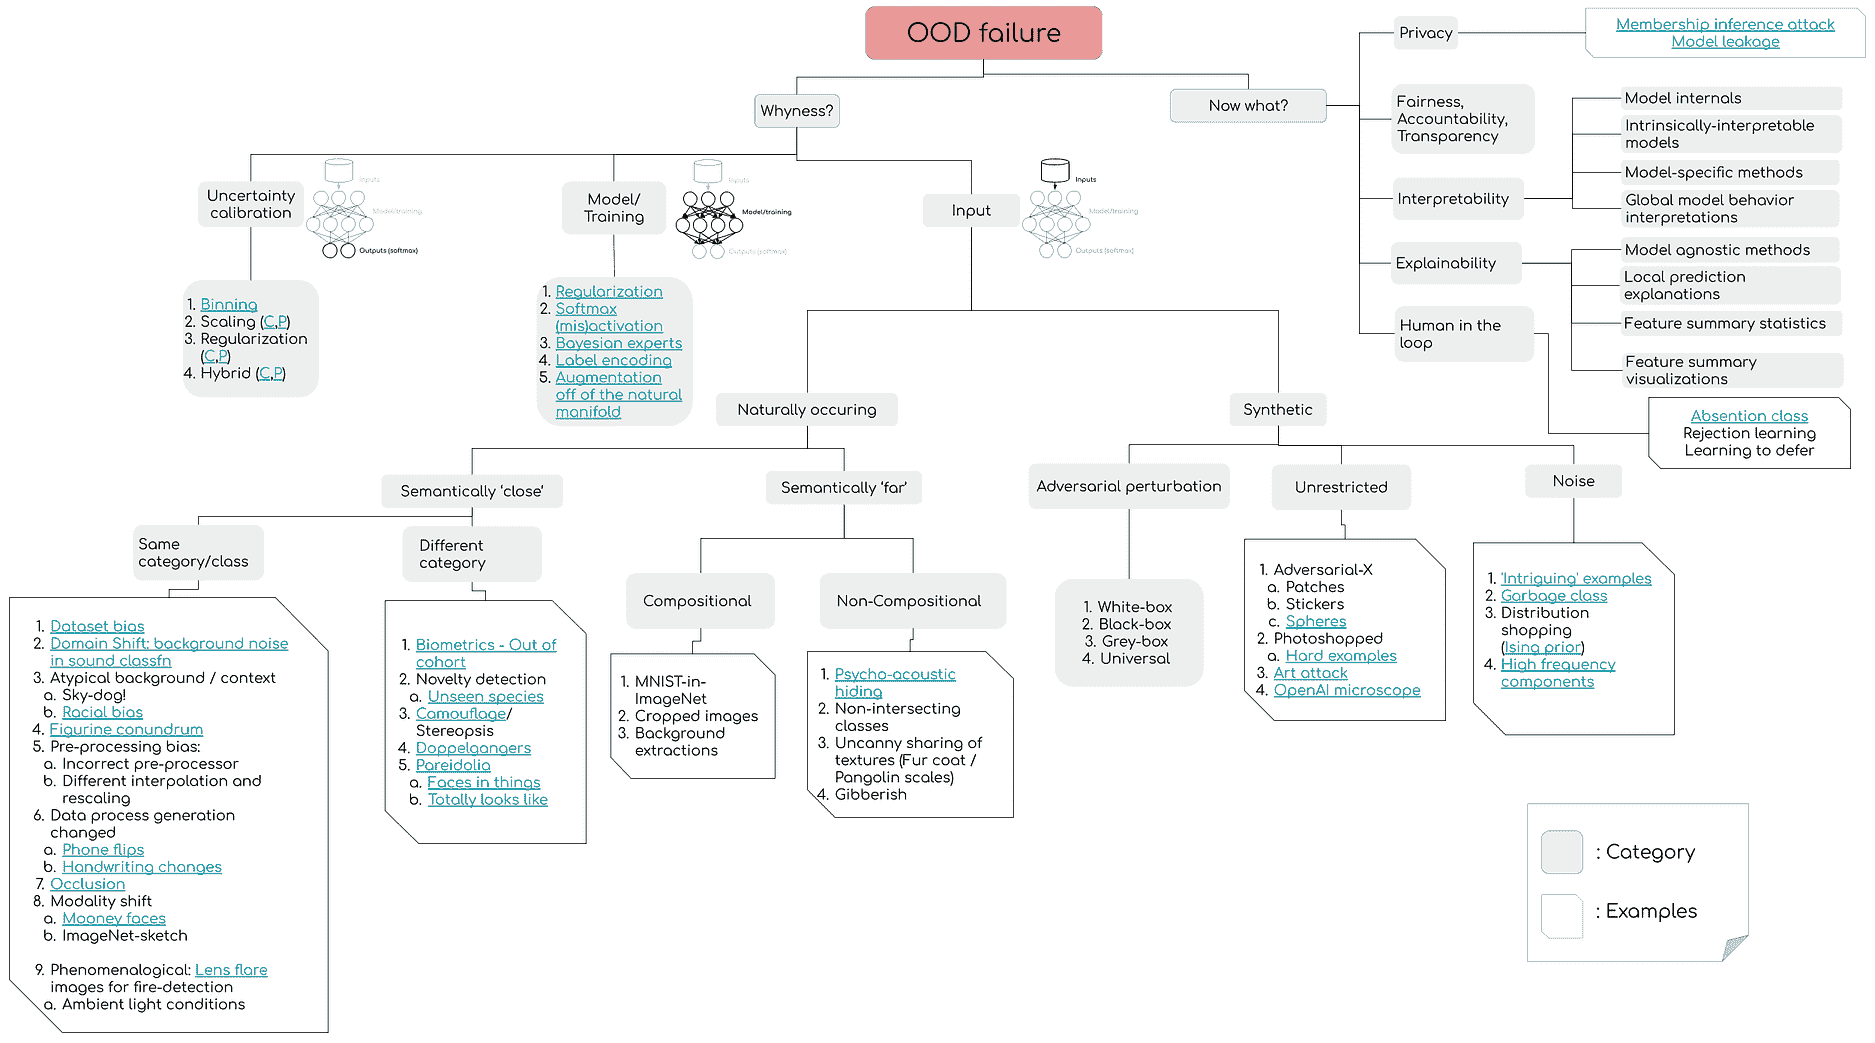 OOD failure
Whyness?
Now what?
Privacy
Membership inference attack
Model leakage
Fairness,
Accountability,
Transparency
Interpretability
Model internals
Intrinsically-interpretable
models
Model-specific methods
Global model behavior
interpretations
Explainability
Model agnostic methods
Local prediction
explanations
Feature summary statistics
Feature summary
visualizations
Human in the
loop
Absention class
Rejection learning
Learning to defer
Uncertainty
calibration
Inputs
Model/training
Outputs (softmax)
1. Binning
2. Scaling (C,P)
3. Regularization
(C,P)
4. Hybrid (C,P)
Model/
Training
Inputs
Model/training
Outputs (softmax)
1. Regularization
2. Softmax
(mis)activation
3. Bayesian experts
4. Label encoding
5. Augmentation
off of the natural
manifold
Input
Inputs
Model/training
Outputs (softmax)
Naturally occuring
Synthetic
Semantically ‘close’
Semantically ‘far’
Same
category/class
1. Dataset bias
2. Domain Shift: background noise
in sound classfn
3. Atypical background / context
a. Sky-dog!
b. Racial bias
4. Figurine conundrum
5. Pre-processing bias:
a. Incorrect pre-processor
b. Different interpolation and
rescaling
6. Data process generation
changed
a. Phone flips
b. Handwriting changes
7. Occlusion
8. Modality shift
a. Mooney faces
b. ImageNet-sketch
9. Phenomenalogical: Lens flare
images for fire-detection
a. Ambient light conditions
Different
category
1. Biometrics - Out of
cohort
2. Novelty detection
a. Unseen species
3. Camouflage/
Stereopsis
4. Doppelgangers
5. Pareidolia
a. Faces in things
b. Totally looks like
Compositional
1. MNIST-in-
ImageNet
2. Cropped images
3. Background
extractions
Non-Compositional
1. Psycho-acoustic
hiding
2. Non-intersecting
classes
3. Uncanny sharing of
textures (Fur coat /
Pangolin scales)
4. Gibberish
Adversarial perturbation
1. White-box
2. Black-box
3. Grey-box
4. Universal
Unrestricted
1. Adversarial-X
a. Patches
b. Stickers
c. Spheres
2. Photoshopped
a. Hard examples
3. Art attack
4. OpenAI microscope
Noise
1. ‘Intriguing’ examples
2. Garbage class
3. Distribution
shopping
(Ising prior)
4. High frequency
components
: Category
: Examples